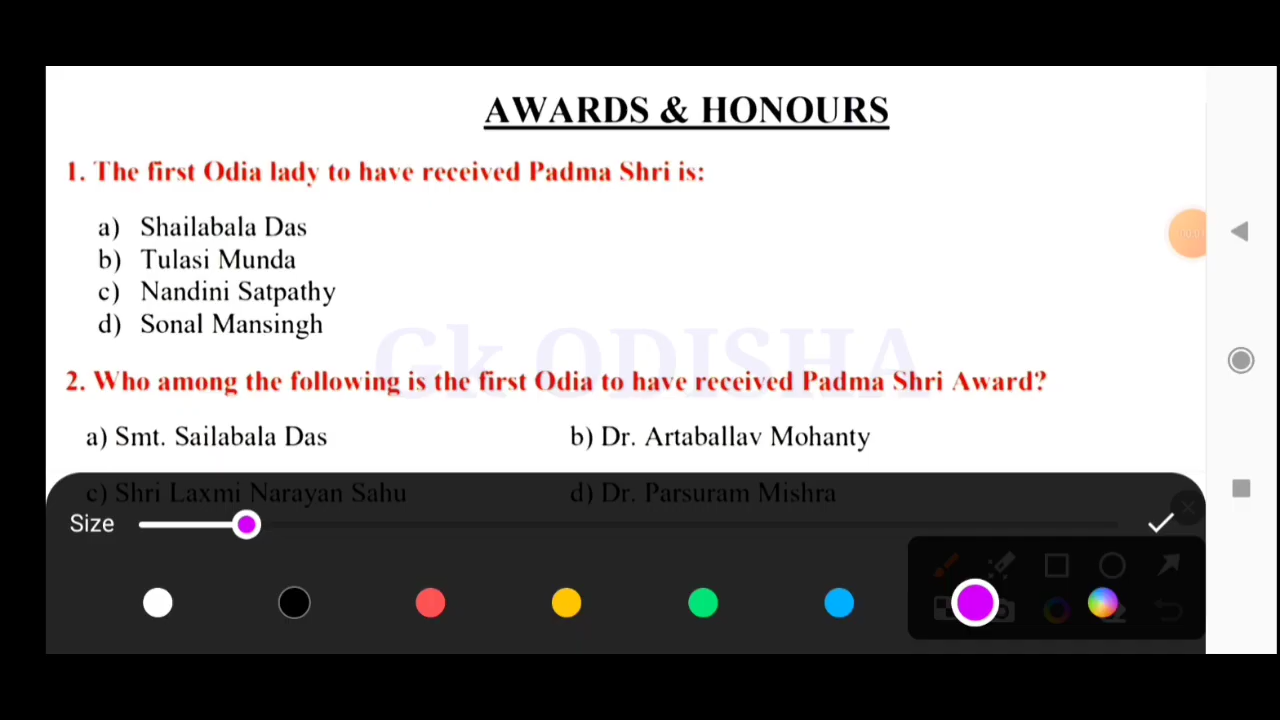 AWARDS & HONOURS
1. The first Odia lady to have received Padma Shri is:
a) Shailabala Das
b) Tulasi Munda
c) Nandini Satpathy
d) Sonal Mansingh
Gk ODISHA
2. Who among the following is the first Odia to have received Padma Shri Award?
a) Smt. Sailabala Das b) Dr. Artaballav Mohanty
c) Shri Laxmi Narayan Sahu d) Dr. Parsuram Mishra
Size